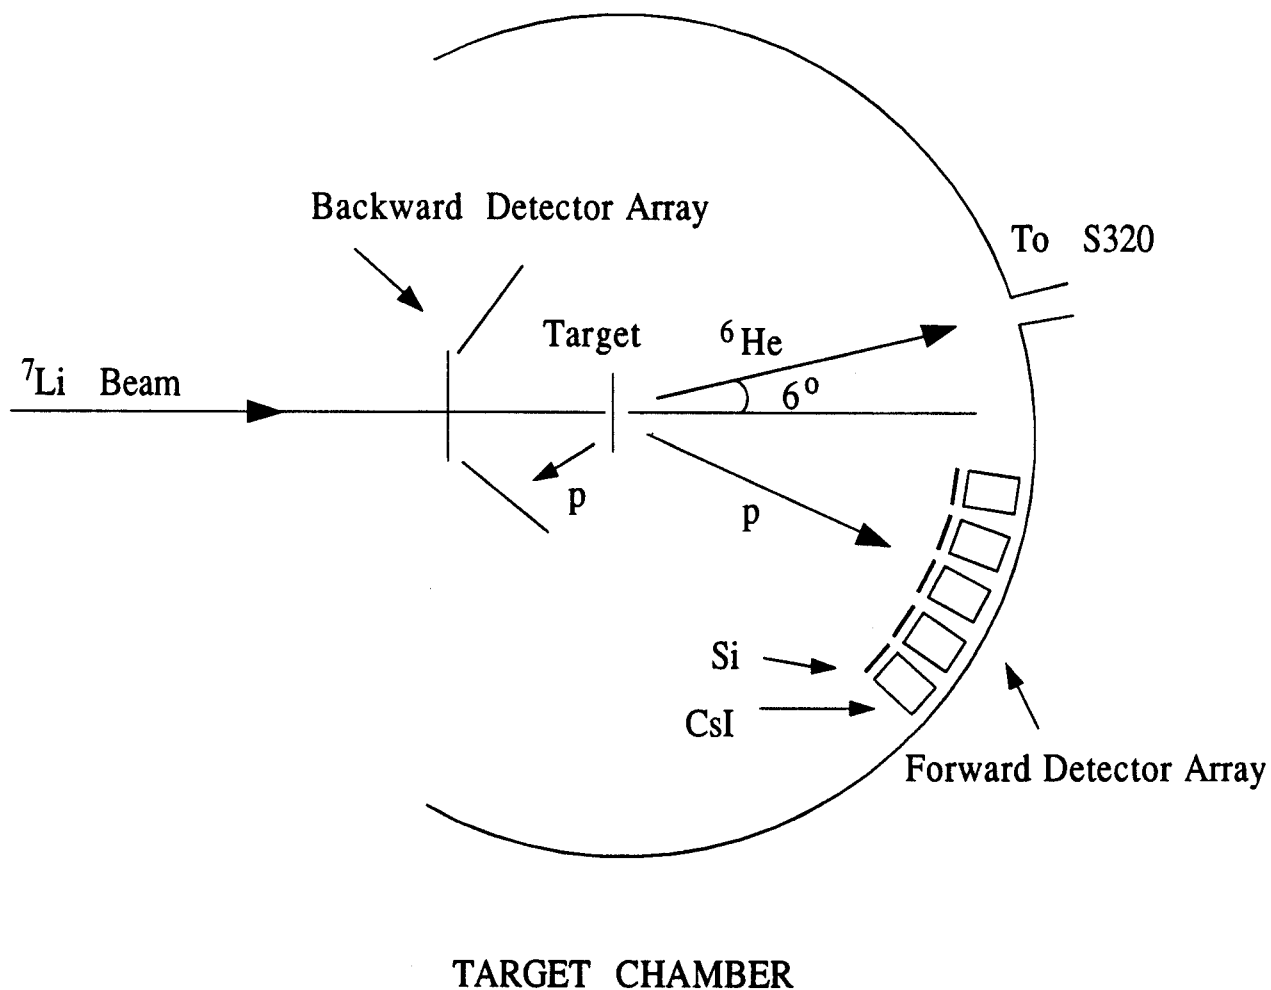 Backward Detector Array
To S320
Target
⁶He
⁷Li Beam
6°
p
p
Si
CsI
Forward Detector Array
TARGET CHAMBER